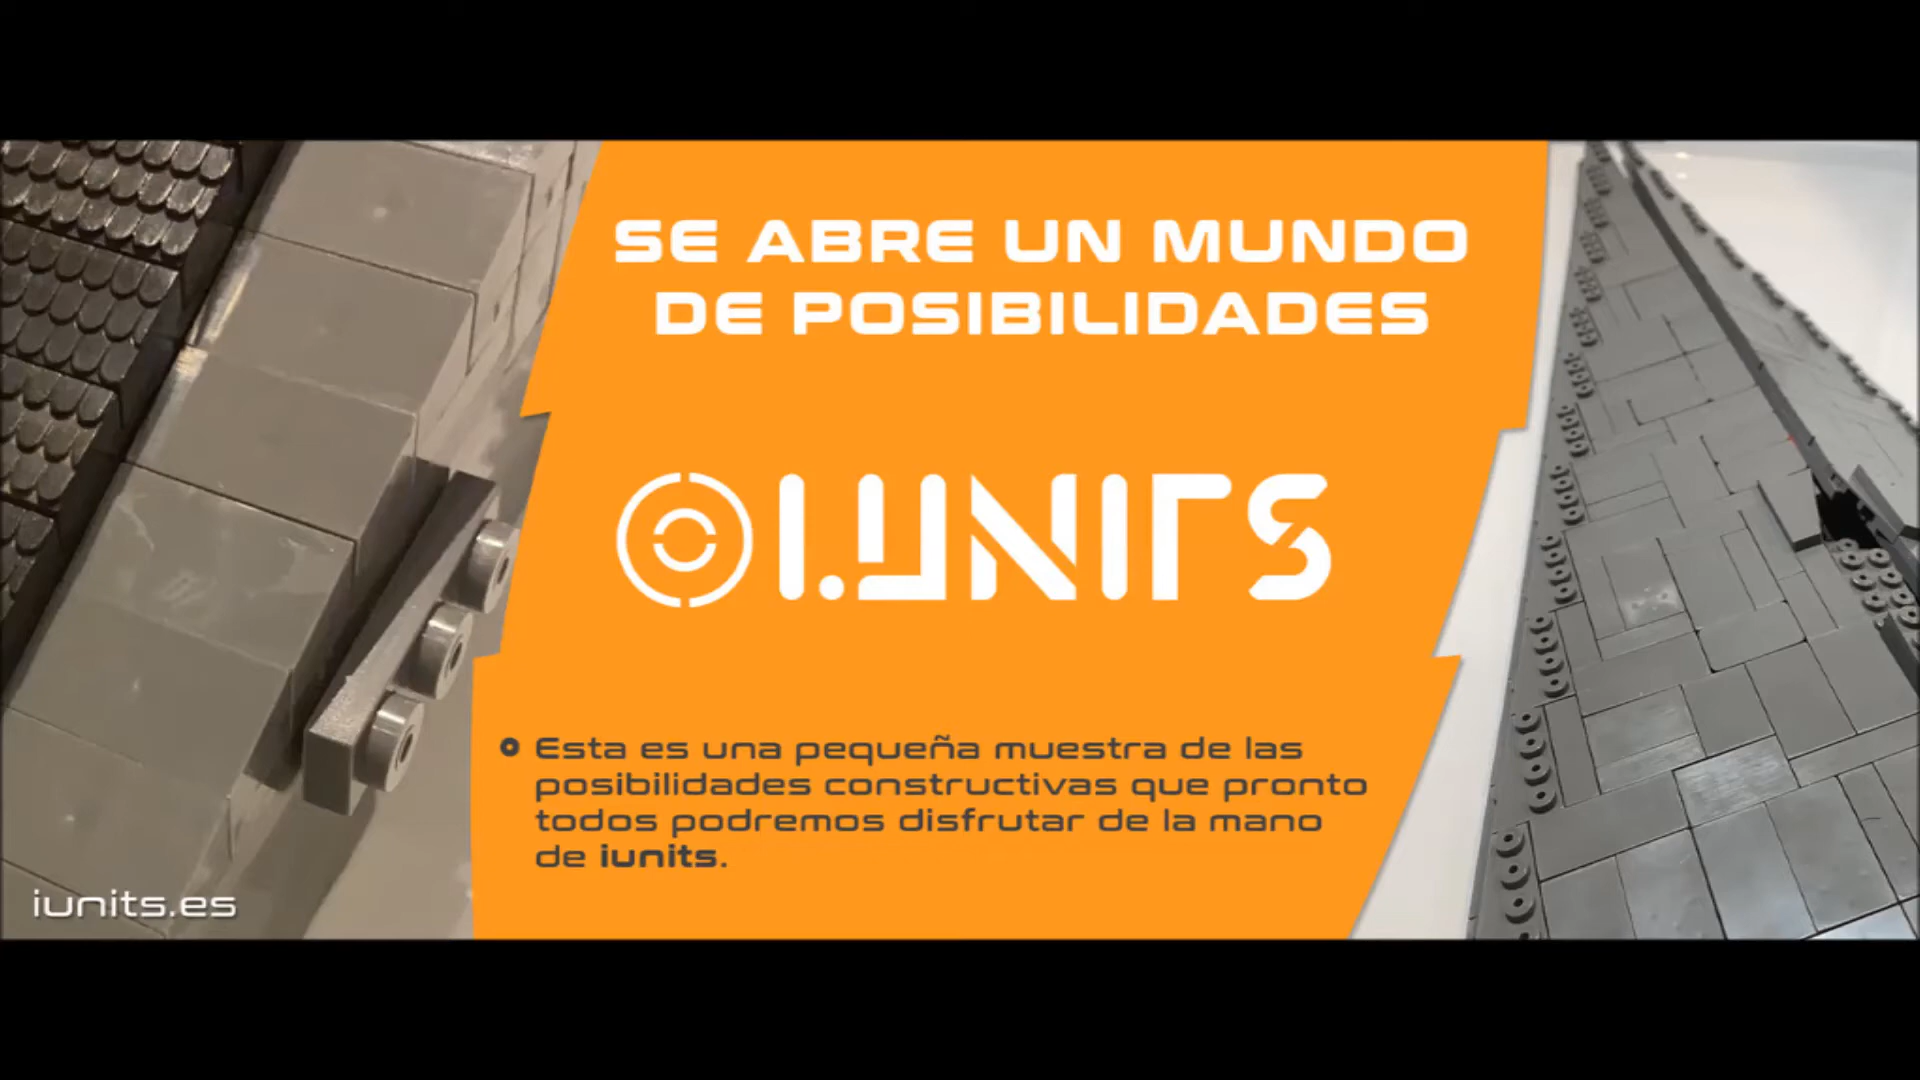 SE ABRE UN MUNDO
DE POSIBILIDADES
I.UNITS
Esta es una pequeña muestra de las
posibilidades constructivas que pronto
todos podremos disfrutar de la mano
de iunits.
iunits.es